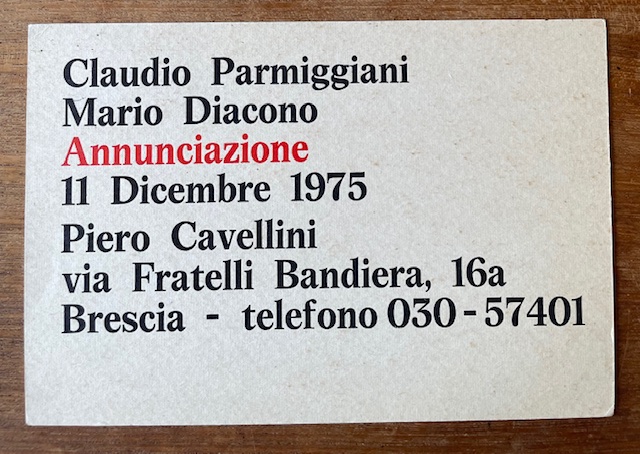 Claudio Parmiggiani
Mario Diacono
Annunciazione
11 Dicembre 1975
Piero Cavellini
via Fratelli Bandiera, 16a
Brescia - telefono 030-57401